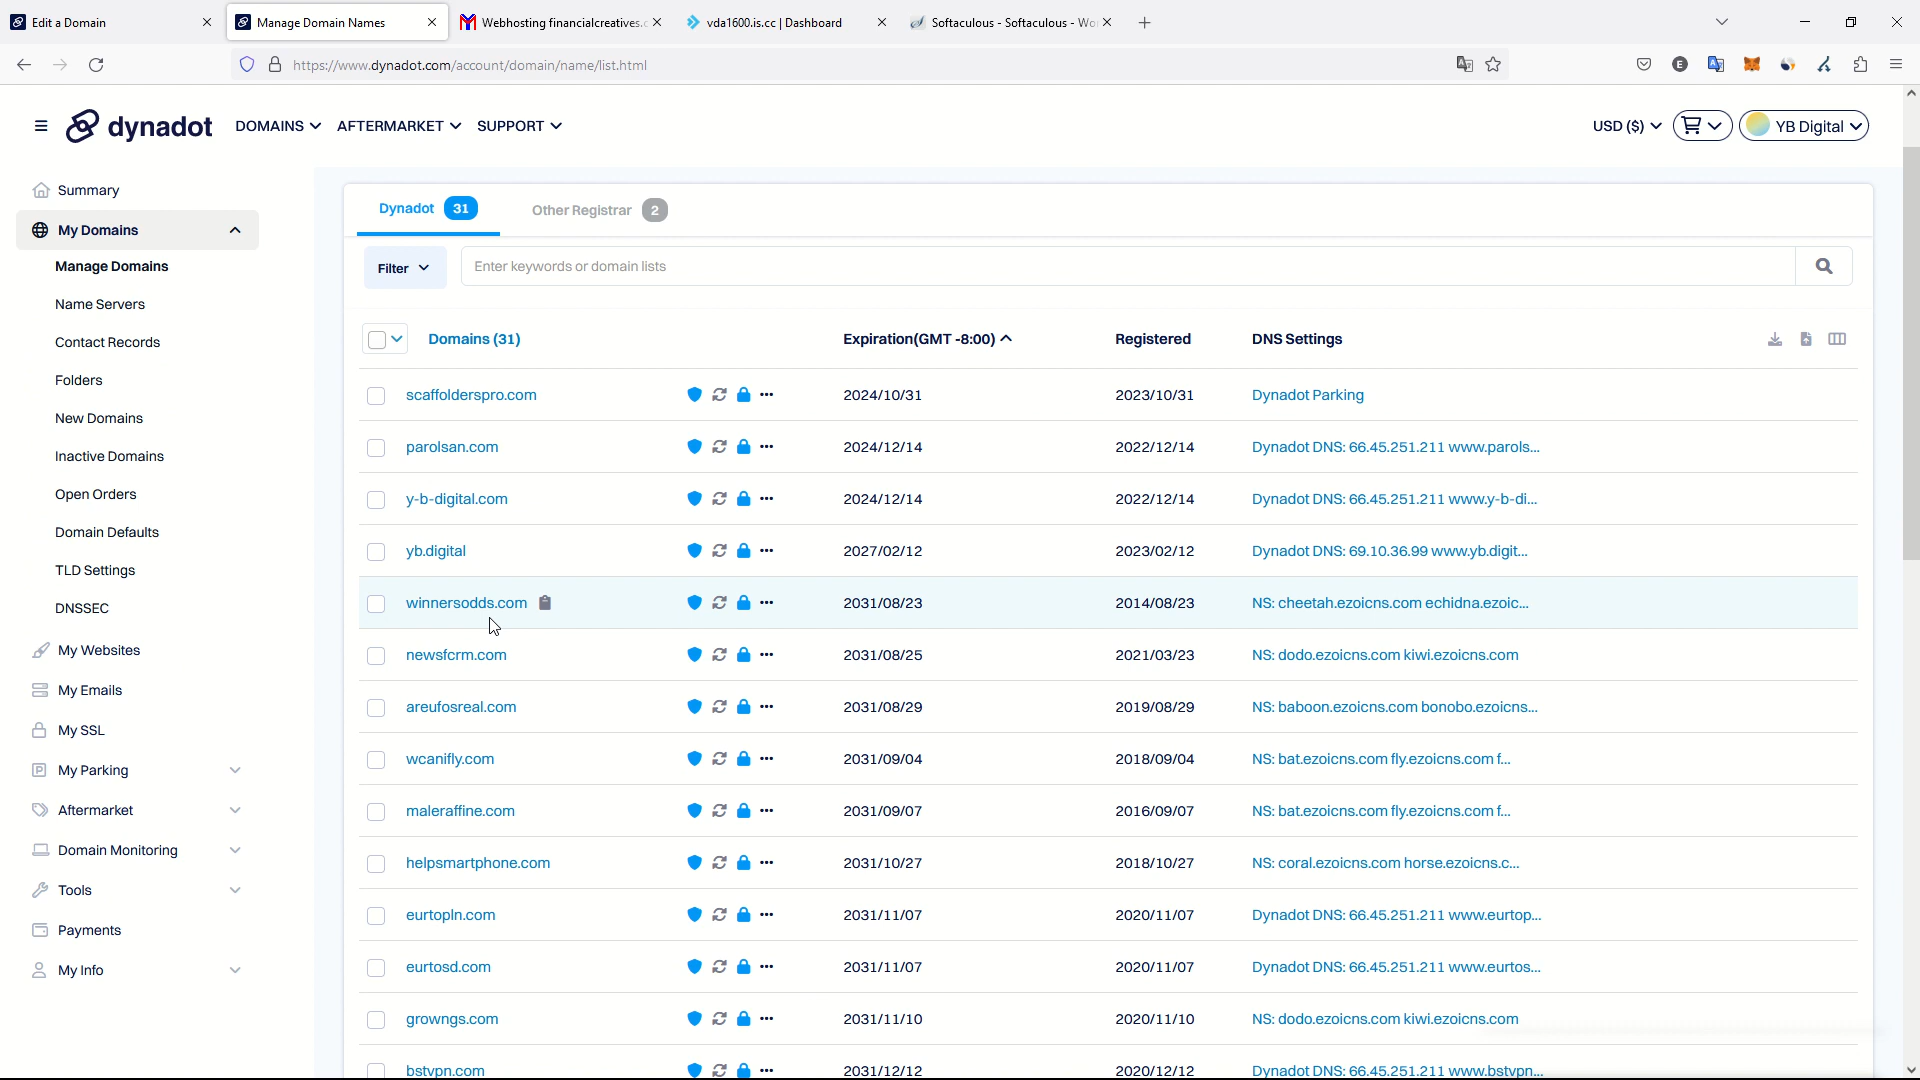 Edit a Domain
Manage Domain Names
Webhosting financialcreatives.c
vda1600.is.cc | Dashboard
Softaculous - Softaculous - Wo
https://www.dynadot.com/account/domain/name/list.html
dynadot
DOMAINS
AFTERMARKET
SUPPORT
USD ($)
YB Digital
Summary
My Domains
Manage Domains
Name Servers
Contact Records
Folders
New Domains
Inactive Domains
Open Orders
Domain Defaults
TLD Settings
DNSSEC
My Websites
My Emails
My SSL
My Parking
Aftermarket
Domain Monitoring
Tools
Payments
My Info
Dynadot 31
Other Registrar 2
Filter
Enter keywords or domain lists
Domains (31) Expiration(GMT -8:00) Registered DNS Settings
scaffolderspro.com 2024/10/31 2023/10/31 Dynadot Parking
parolsan.com 2024/12/14 2022/12/14 Dynadot DNS: 66.45.251.211 www.parols...
y-b-digital.com 2024/12/14 2022/12/14 Dynadot DNS: 66.45.251.211 www.y-b-di...
yb.digital 2027/02/12 2023/02/12 Dynadot DNS: 69.10.36.99 www.yb.digit...
winnersodds.com 2031/08/23 2014/08/23 NS: cheetah.ezoicns.com echidna.ezoic...
newsfcrm.com 2031/08/25 2021/03/23 NS: dodo.ezoicns.com kiwi.ezoicns.com
areufosreal.com 2031/08/29 2019/08/29 NS: baboon.ezoicns.com bonobo.ezoicns...
wcanifly.com 2031/09/04 2018/09/04 NS: bat.ezoicns.com fly.ezoicns.com f...
maleraffine.com 2031/09/07 2016/09/07 NS: bat.ezoicns.com fly.ezoicns.com f...
helpsmartphone.com 2031/10/27 2018/10/27 NS: coral.ezoicns.com horse.ezoicns.c...
eurtopln.com 2031/11/07 2020/11/07 Dynadot DNS: 66.45.251.211 www.eurtop...
eurtosd.com 2031/11/07 2020/11/07 Dynadot DNS: 66.45.251.211 www.eurtos...
growngs.com 2031/11/10 2020/11/10 NS: dodo.ezoicns.com kiwi.ezoicns.com
bstvpn.com 2031/12/12 2020/12/12 Dynadot DNS: 66.45.251.211 www.bstvpn...